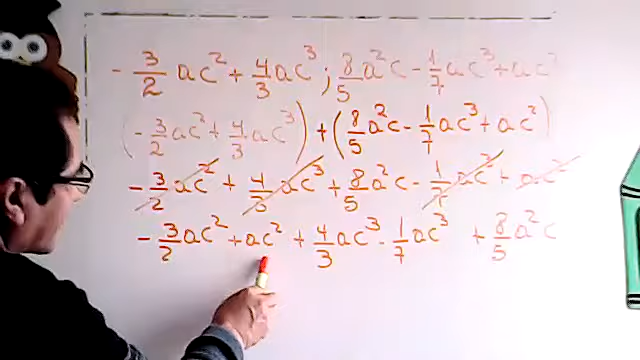 - 3/2 ac² + 4/3 ac³ ; 8/5 a²c - 1/7 ac³ + ac²
(- 3/2 ac² + 4/3 ac³) + (8/5 a²c - 1/7 ac³ + ac²)
- 3/2 ac² + 4/3 ac³ + 8/5 a²c - 1/7 ac³ + ac²
- 3/2 ac² + ac² + 4/3 ac³ - 1/7 ac³ + 8/5 a²c